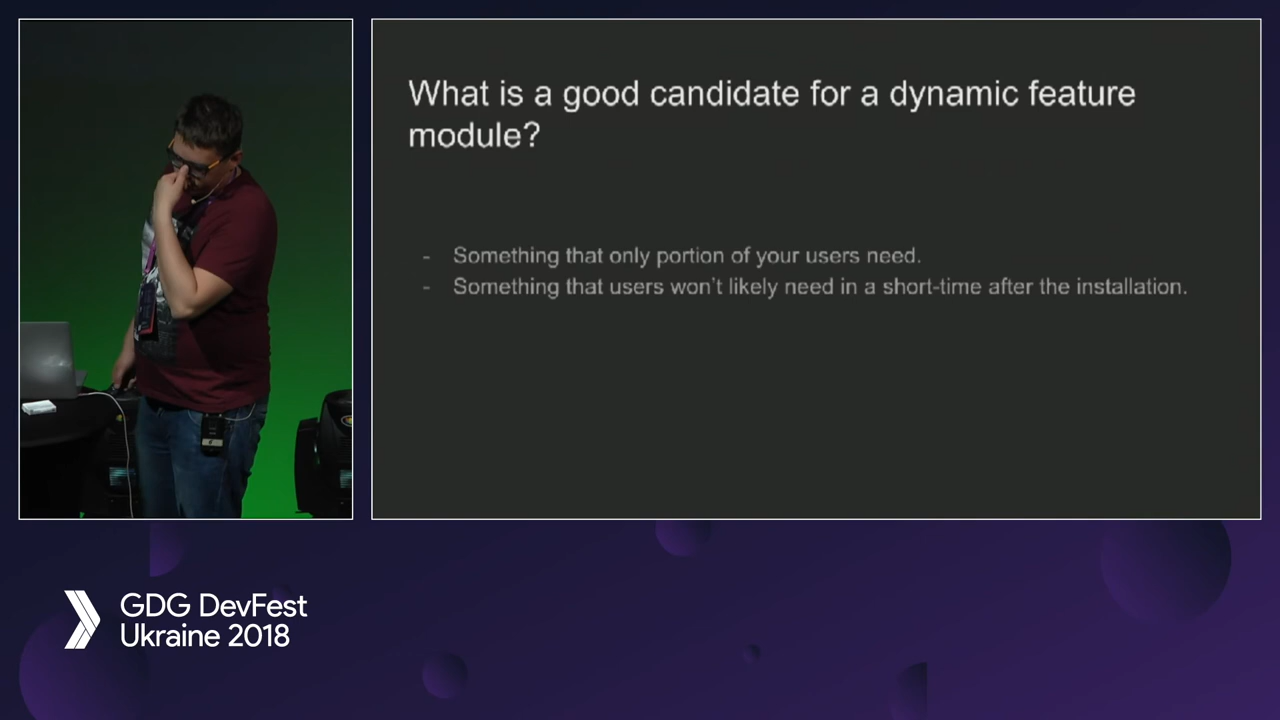 What is a good candidate for a dynamic feature
module?
- Something that only portion of your users need.
- Something that users won't likely need in a short-time after the installation.
GDG DevFest
Ukraine 2018